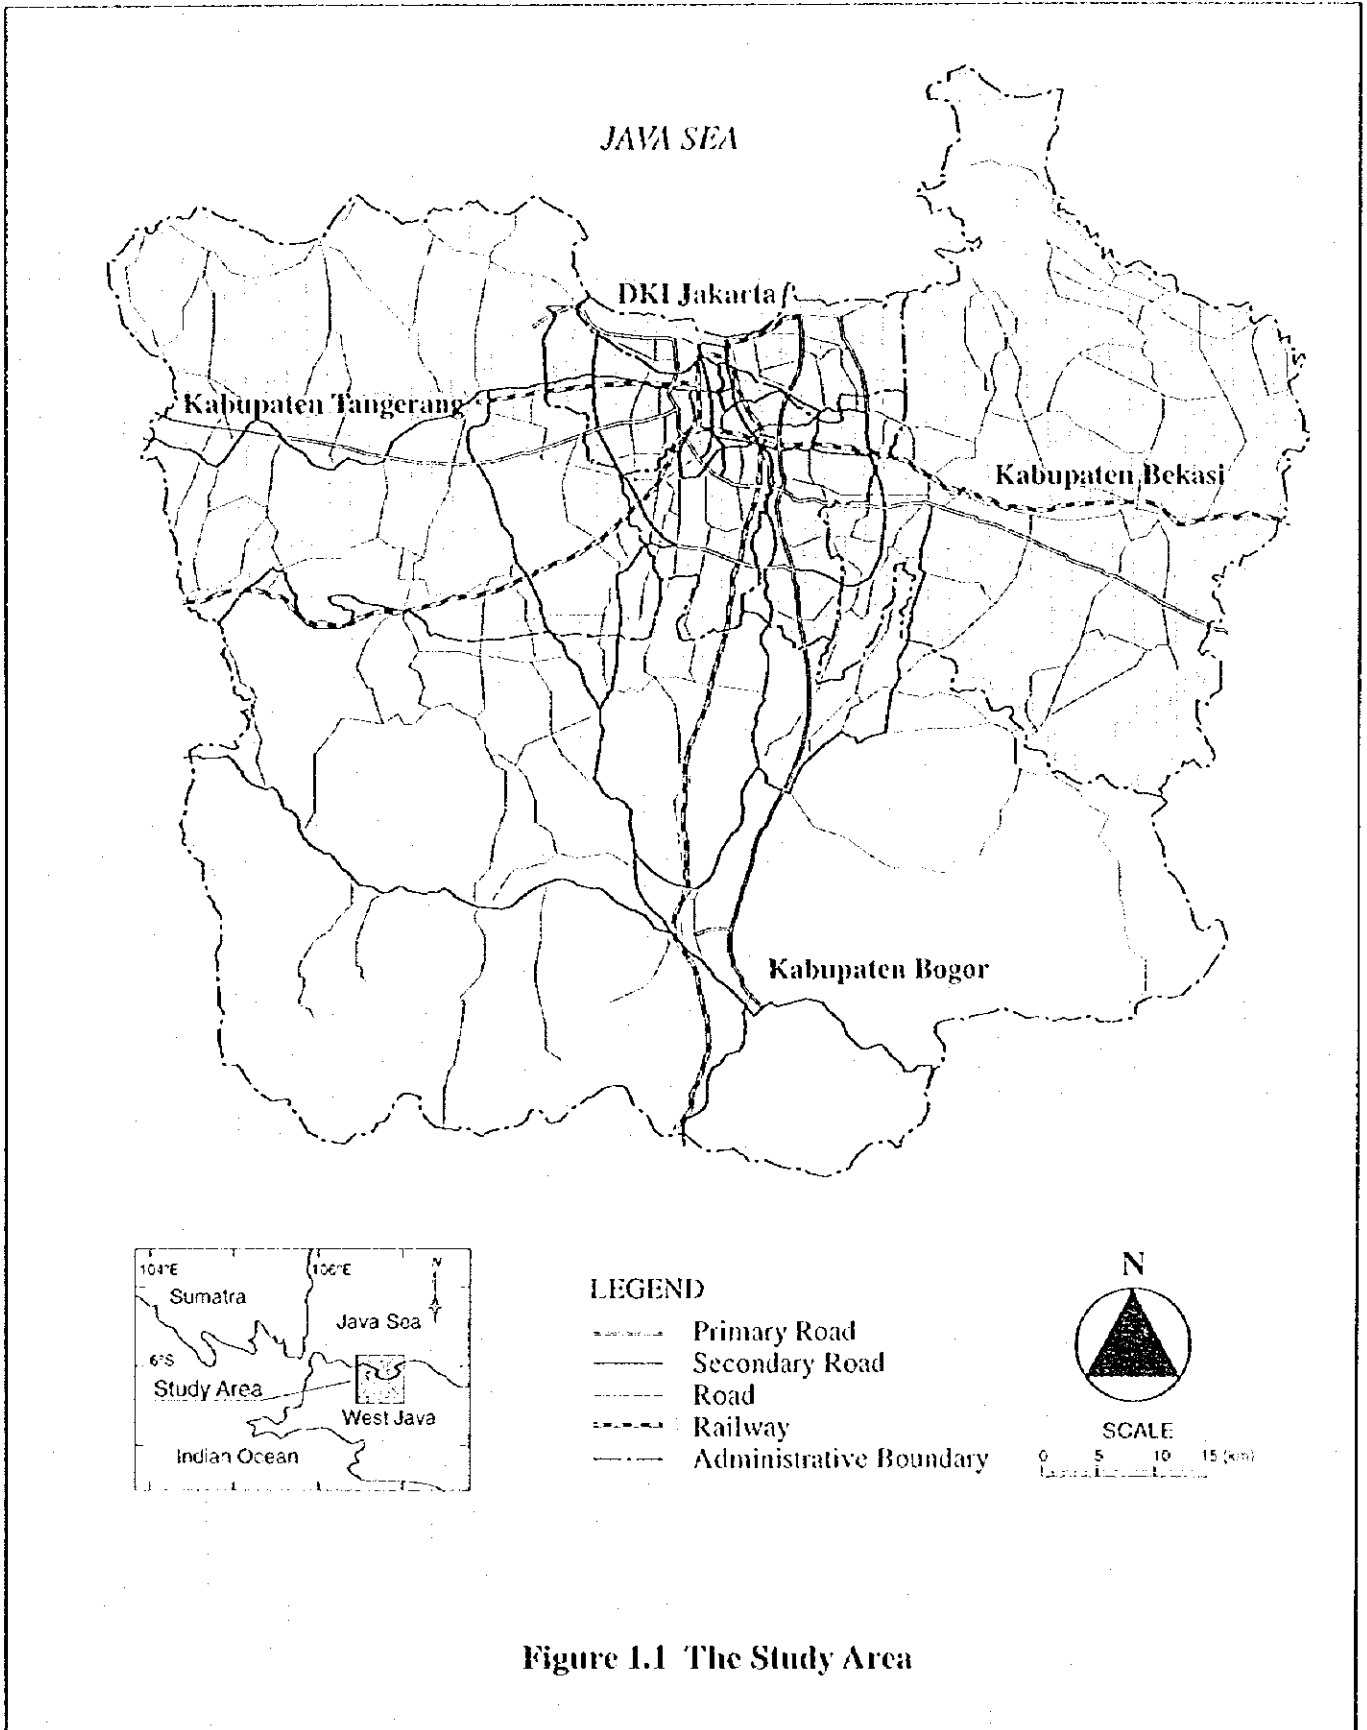 JAVA SEA
DKI Jakarta
Kabupaten Tangerang
Kabupaten Bekasi
Kabupaten Bogor
104°E
106°E
N
Sumatra
Java Sea
6°S
Study Area
West Java
Indian Ocean
LEGEND
Primary Road
Secondary Road
Road
Railway
Administrative Boundary
N
SCALE
0 5 10 15 (km)
Figure 1.1 The Study Area